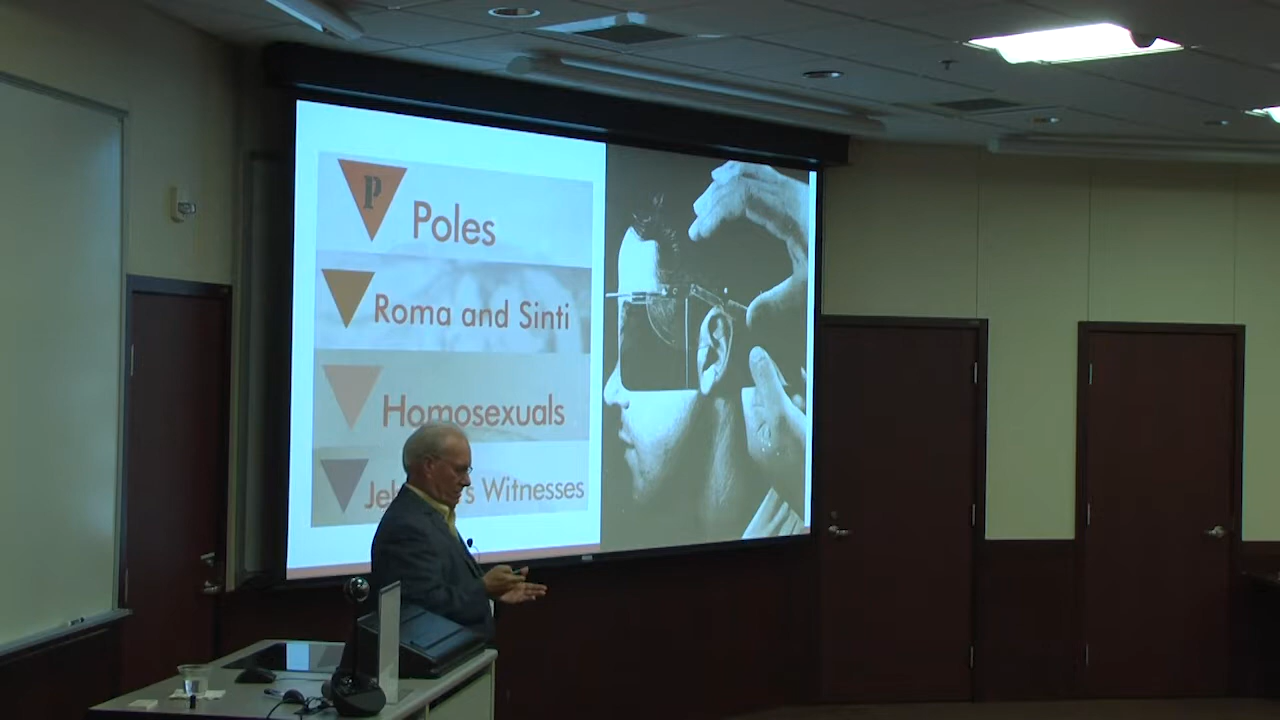 P
Poles
Roma and Sinti
Homosexuals
Witnesses